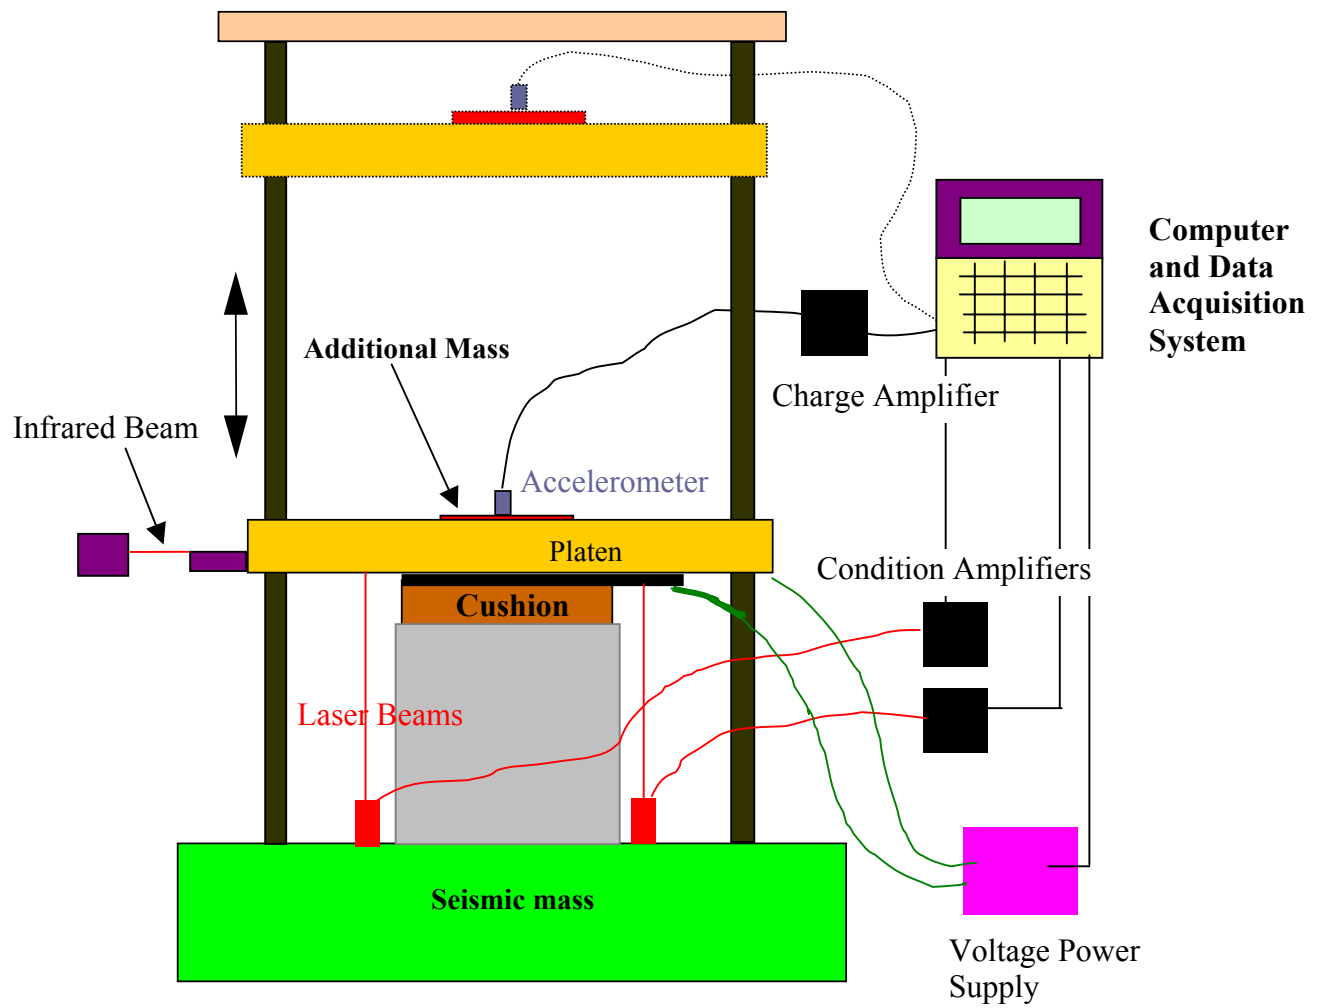 Computer
and Data
Acquisition
System
Additional Mass
Charge Amplifier
Infrared Beam
Accelerometer
Platen
Condition Amplifiers
Cushion
Laser Beams
Seismic mass
Voltage Power
Supply